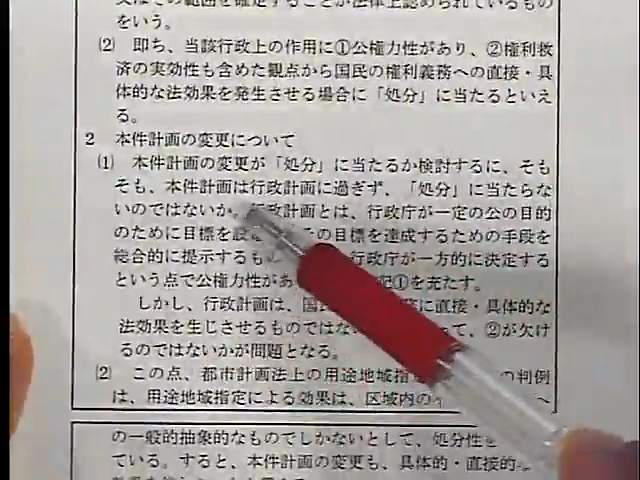 又はその範囲を確定することが法律上認められているもの
をいう。
(2) 即ち、当該行政上の作用に①公権力性があり、②権利救
済の実効性も含めた観点から国民の権利義務への直接・具
体的な法効果を発生させる場合に「処分」に当たるといえ
る。
2 本件計画の変更について
(1) 本件計画の変更が「処分」に当たるか検討するに、そも
そも、本件計画は行政計画に過ぎず、「処分」に当たらな
いのではないか。行政計画とは、行政庁が一定の公の目的
のために目標を設 その目標を達成するための手段を
総合的に提示するも 行政庁が一方的に決定する
という点で公権力性があ 記①を充たす。
しかし、行政計画は、国 務に直接・具体的な
法効果を生じさせるものではな て、②が欠け
るのではないかが問題となる。
(2) この点、都市計画法上の用途地域指 の判例
は、用途地域指定による効果は、区域内の へ
の一般的抽象的なものでしかないとして、処分性
ている。すると、本件計画の変更も、具体的・直接的